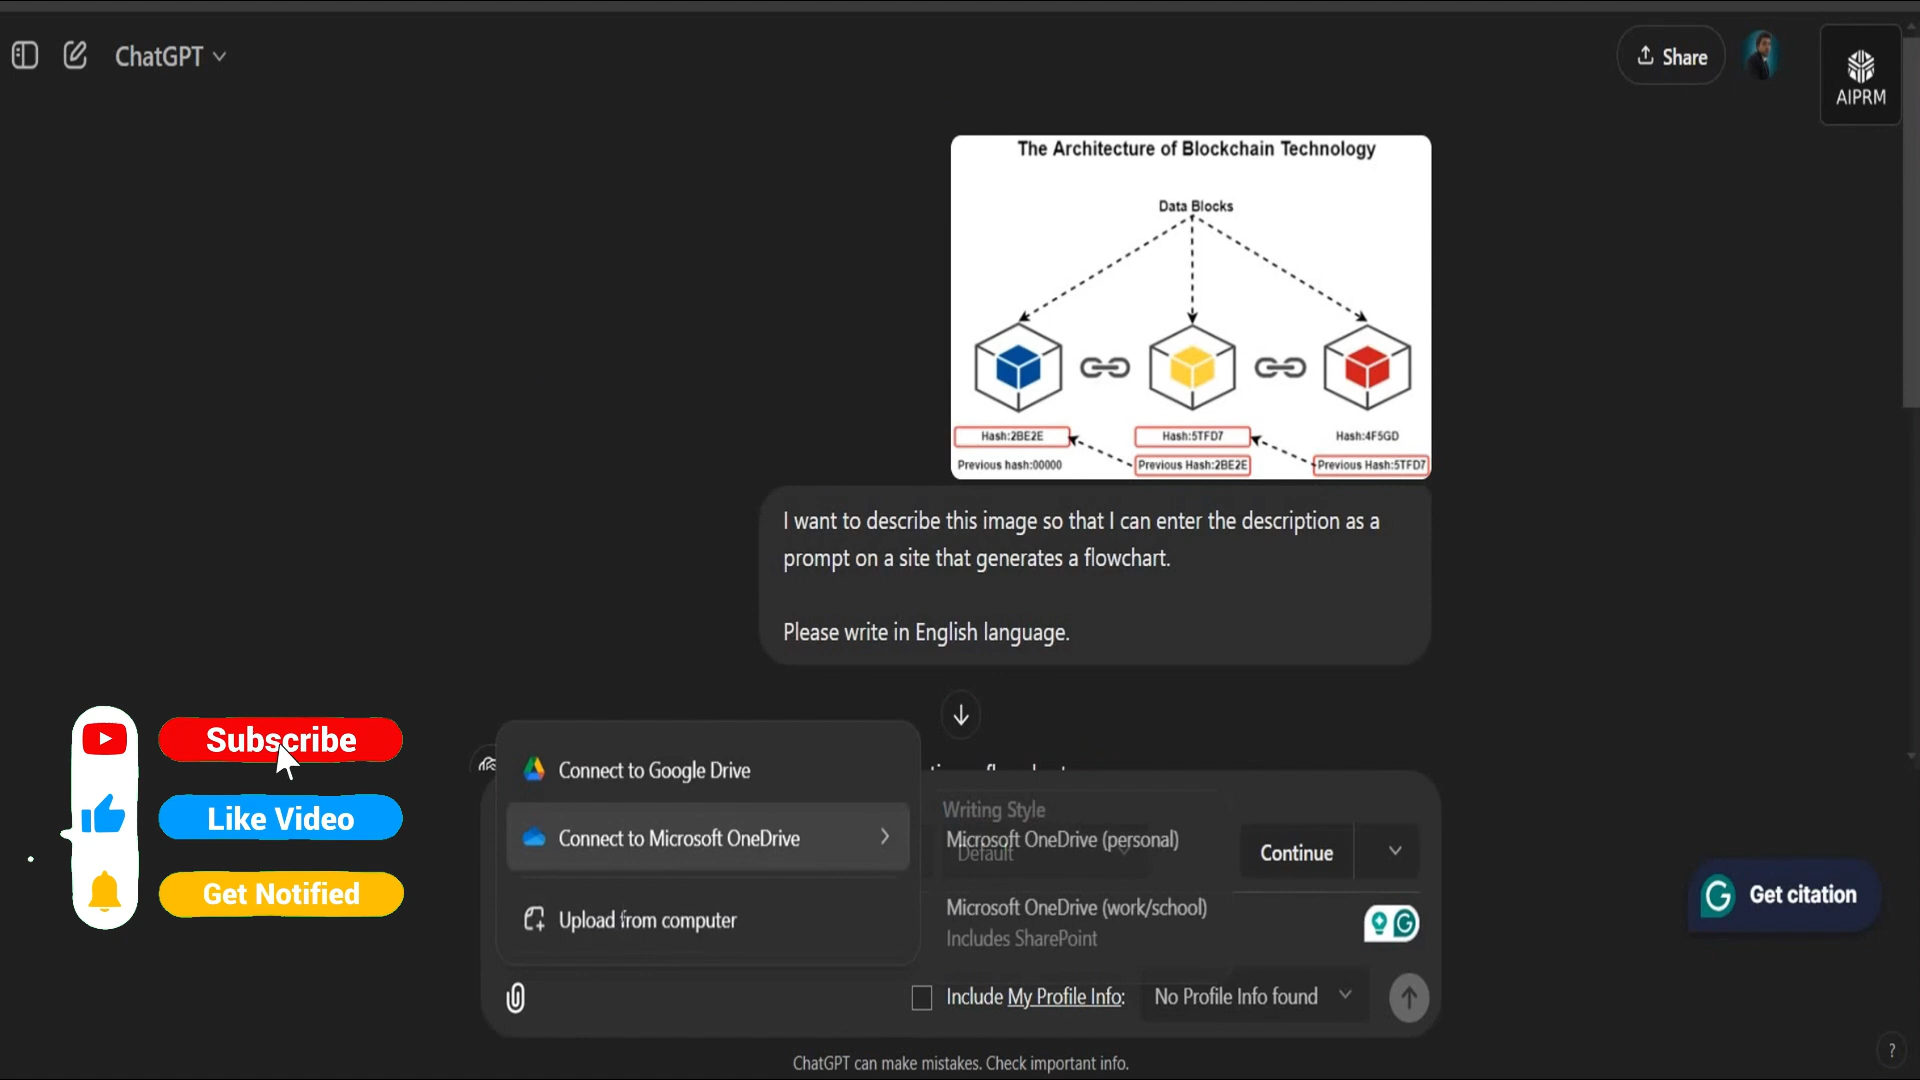 ChatGPT
Share
AIPRM
The Architecture of Blockchain Technology
Data Blocks
Hash:2BE2E
Hash:5TFD7
Hash:4F5GD
Previous hash:00000
Previous Hash:2BE2E
Previous Hash:5TFD7
I want to describe this image so that I can enter the description as a
prompt on a site that generates a flowchart.
Please write in English language.
Subscribe
Like Video
Get Notified
Connect to Google Drive
Connect to Microsoft OneDrive
Upload from computer
Writing Style
Microsoft OneDrive (personal)
Default
Continue
Microsoft OneDrive (work/school)
Includes SharePoint
Get citation
Include My Profile Info:
No Profile Info found
ChatGPT can make mistakes. Check important info.
?